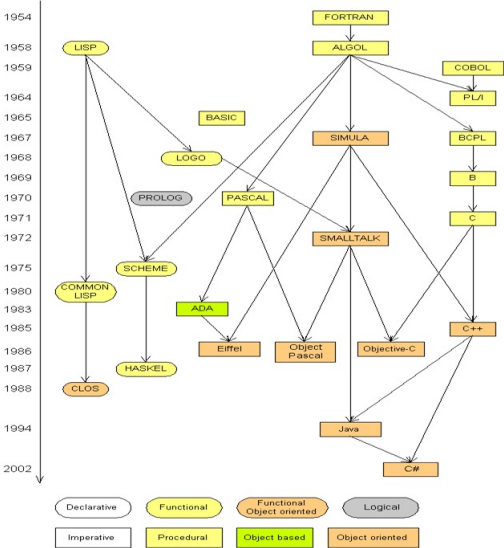 1954 FORTRAN
1958 LISP ALGOL
1959 COBOL
1964 PL/I
1965 BASIC
1967 SIMULA BCPL
1968 LOGO
1969 B
1970 PROLOG PASCAL
1971 C
1972 SMALLTALK
1975 SCHEME
1980 COMMON
LISP
1983 ADA
1985 C++
1986 Eiffel Object
Pascal Objective-C
1987 HASKEL
1988 CLOS
1994 Java
2002 C#
Declarative Functional Functional
Object oriented Logical
Imperative Procedural Object based Object oriented